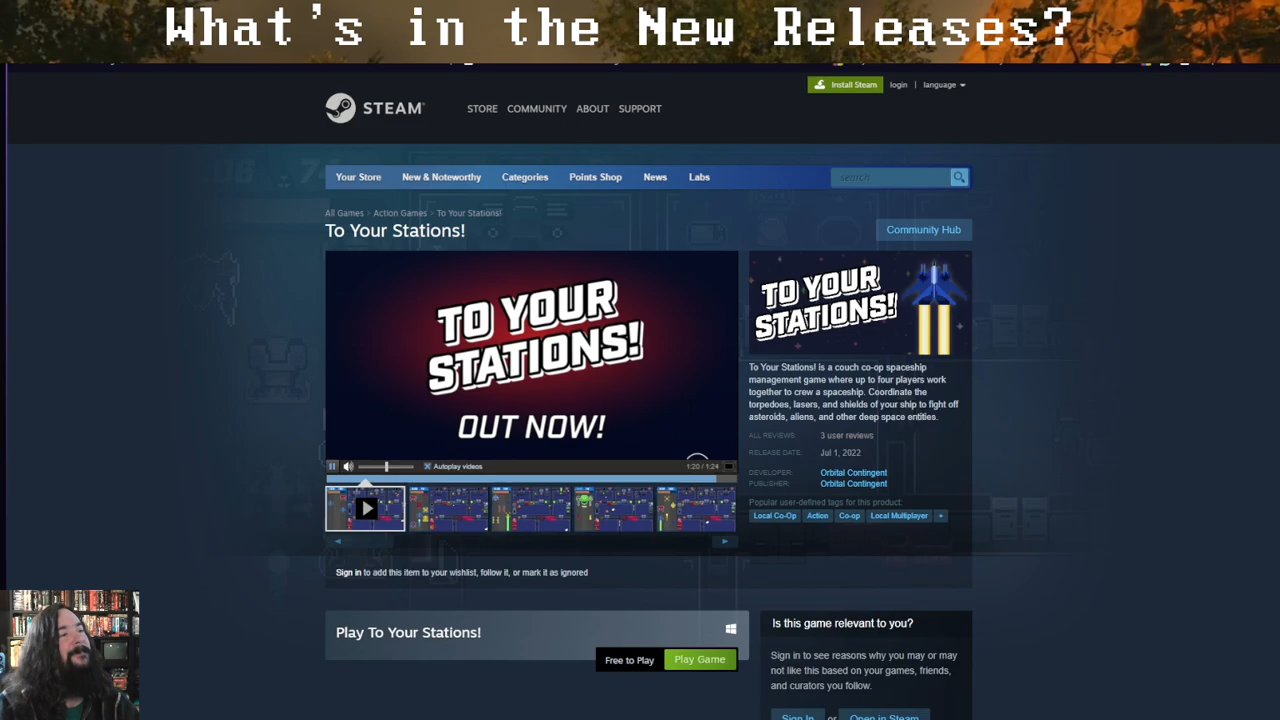 What's in the New Releases?
Install Steam login | language
STEAM STORE COMMUNITY ABOUT SUPPORT
Your Store New & Noteworthy Categories Points Shop News Labs search
All Games > Action Games > To Your Stations!
To Your Stations!
Community Hub
TO YOUR
STATIONS!
OUT NOW!
Autoplay videos 1:20 / 1:24
TO YOUR
STATIONS!
To Your Stations! is a couch co-op spaceship
management game where up to four players work
together to crew a spaceship. Coordinate the
torpedoes, lasers, and shields of your ship to fight off
asteroids, aliens, and other deep space entities.
ALL REVIEWS: 3 user reviews
RELEASE DATE: Jul 1, 2022
DEVELOPER: Orbital Contingent
PUBLISHER: Orbital Contingent
Popular user-defined tags for this product:
Local Co-Op Action Co-op Local Multiplayer +
Sign in to add this item to your wishlist, follow it, or mark it as ignored
Play To Your Stations!
Free to Play Play Game
Is this game relevant to you?
Sign in to see reasons why you may or may
not like this based on your games, friends,
and curators you follow.
Sign In or Open in Steam